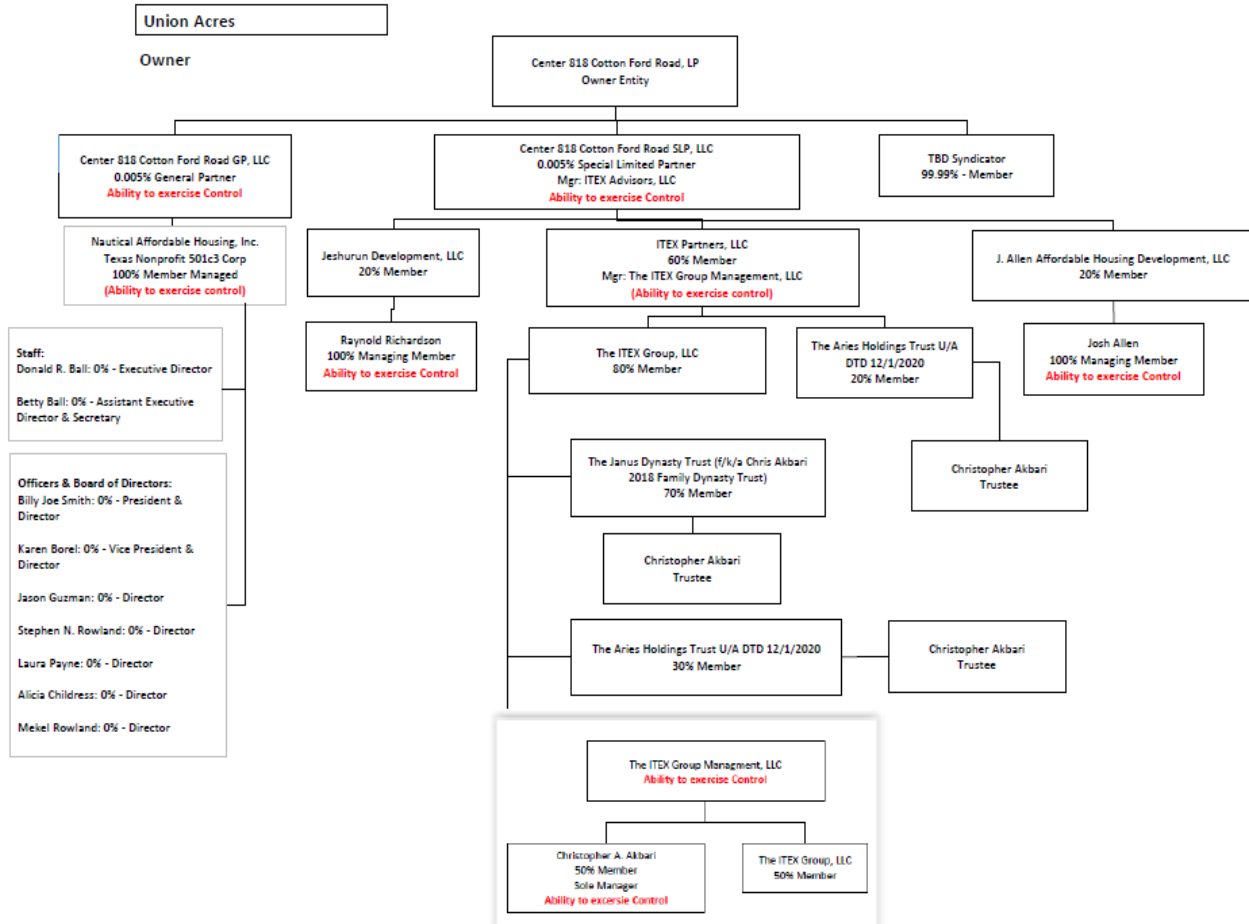 Union Acres
Owner
Center 818 Cotton Ford Road, LP
Owner Entity
Center 818 Cotton Ford Road GP, LLC
0.005% General Partner
Ability to exercise Control
Center 818 Cotton Ford Road SLP, LLC
0.005% Special Limited Partner
Mgr: ITEX Advisors, LLC
Ability to exercise Control
TBD Syndicator
99.99% - Member
Nautical Affordable Housing, Inc.
Texas Nonprofit 501c3 Corp
100% Member Managed
(Ability to exercise control)
Jeshurun Development, LLC
20% Member
ITEX Partners, LLC
60% Member
Mgr: The ITEX Group Management, LLC
(Ability to exercise control)
J. Allen Affordable Housing Development, LLC
20% Member
Raynold Richardson
100% Managing Member
Ability to exercise Control
The ITEX Group, LLC
80% Member
The Aries Holdings Trust U/A
DTD 12/1/2020
20% Member
Josh Allen
100% Managing Member
Ability to exercise Control
Staff:
Donald R. Ball: 0% - Executive Director
Betty Ball: 0% - Assistant Executive
Director & Secretary
The Janus Dynasty Trust (f/k/a Chris Akbari
2018 Family Dynasty Trust)
70% Member
Christopher Akbari
Trustee
Officers & Board of Directors:
Billy Joe Smith: 0% - President &
Director
Karen Borel: 0% - Vice President &
Director
Jason Guzman: 0% - Director
Stephen N. Rowland: 0% - Director
Laura Payne: 0% - Director
Alicia Childress: 0% - Director
Mekel Rowland: 0% - Director
Christopher Akbari
Trustee
The Aries Holdings Trust U/A DTD 12/1/2020
30% Member
Christopher Akbari
Trustee
The ITEX Group Managment, LLC
Ability to exercise Control
Christopher A. Akbari
50% Member
Sole Manager
Ability to excersie Control
The ITEX Group, LLC
50% Member